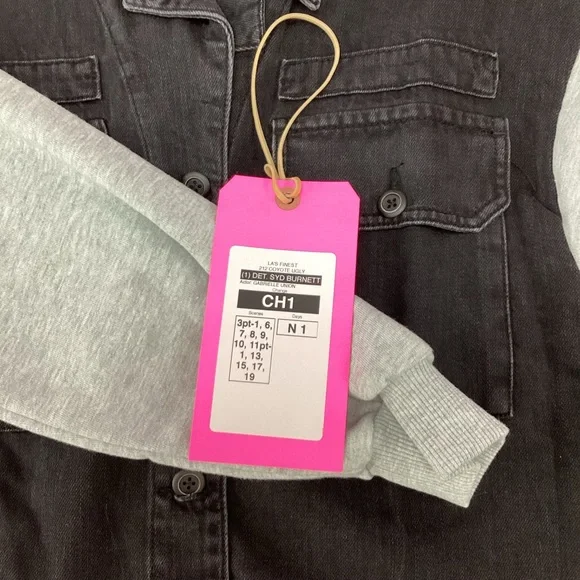 LA'S FINEST
212 COYOTE UGLY
(1) DET. SYD BURNETT
Actor: GABRIELLE UNION
Change
CH1
Scenes
Days
3pt-1, 6,
7, 8, 9,
10, 11pt-
1, 13,
15, 17,
19
N 1